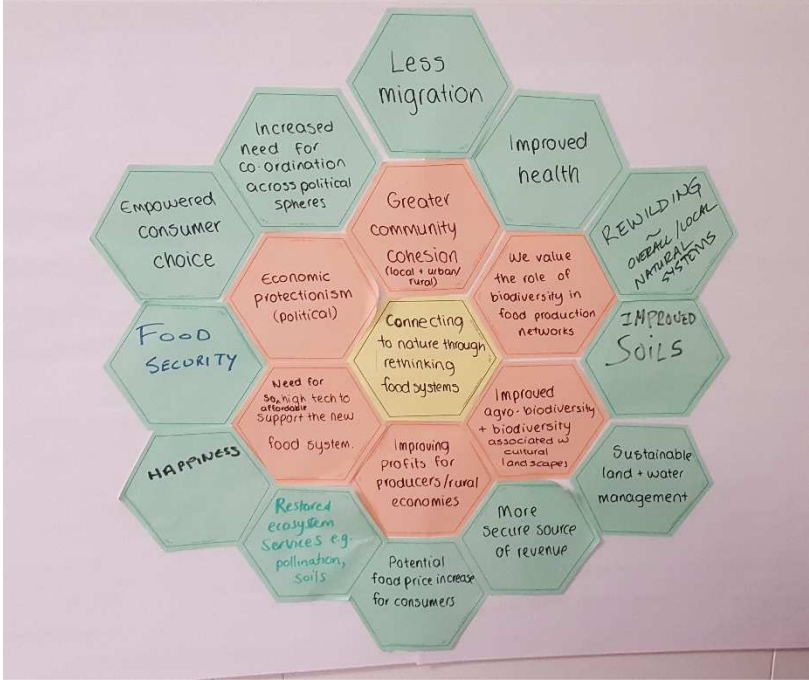 Less
migration
Increased
need for
co-ordination
across political
spheres
Improved
health
Empowered
consumer
choice
Greater
community
cohesion
(local + urban/
rural)
REWILDING
~
OVERALL/LOCAL
NATURAL
SYSTEMS
Economic
protectionism
(political)
We value
the role of
biodiversity in
food production
networks
FOOD
SECURITY
Connecting
to nature through
rethinking
food systems
IMPROVED
SOILS
Need for
some high tech to
affordable
support the new
food system.
Improved
agro-biodiversity
+ biodiversity
associated w
cultural
landscapes
HAPPINESS
Improving
profits for
producers/rural
economies
Sustainable
land + water
management
Restored
ecosystem
services e.g.
pollination,
soils
More
secure source
of revenue
Potential
food price increase
for consumers